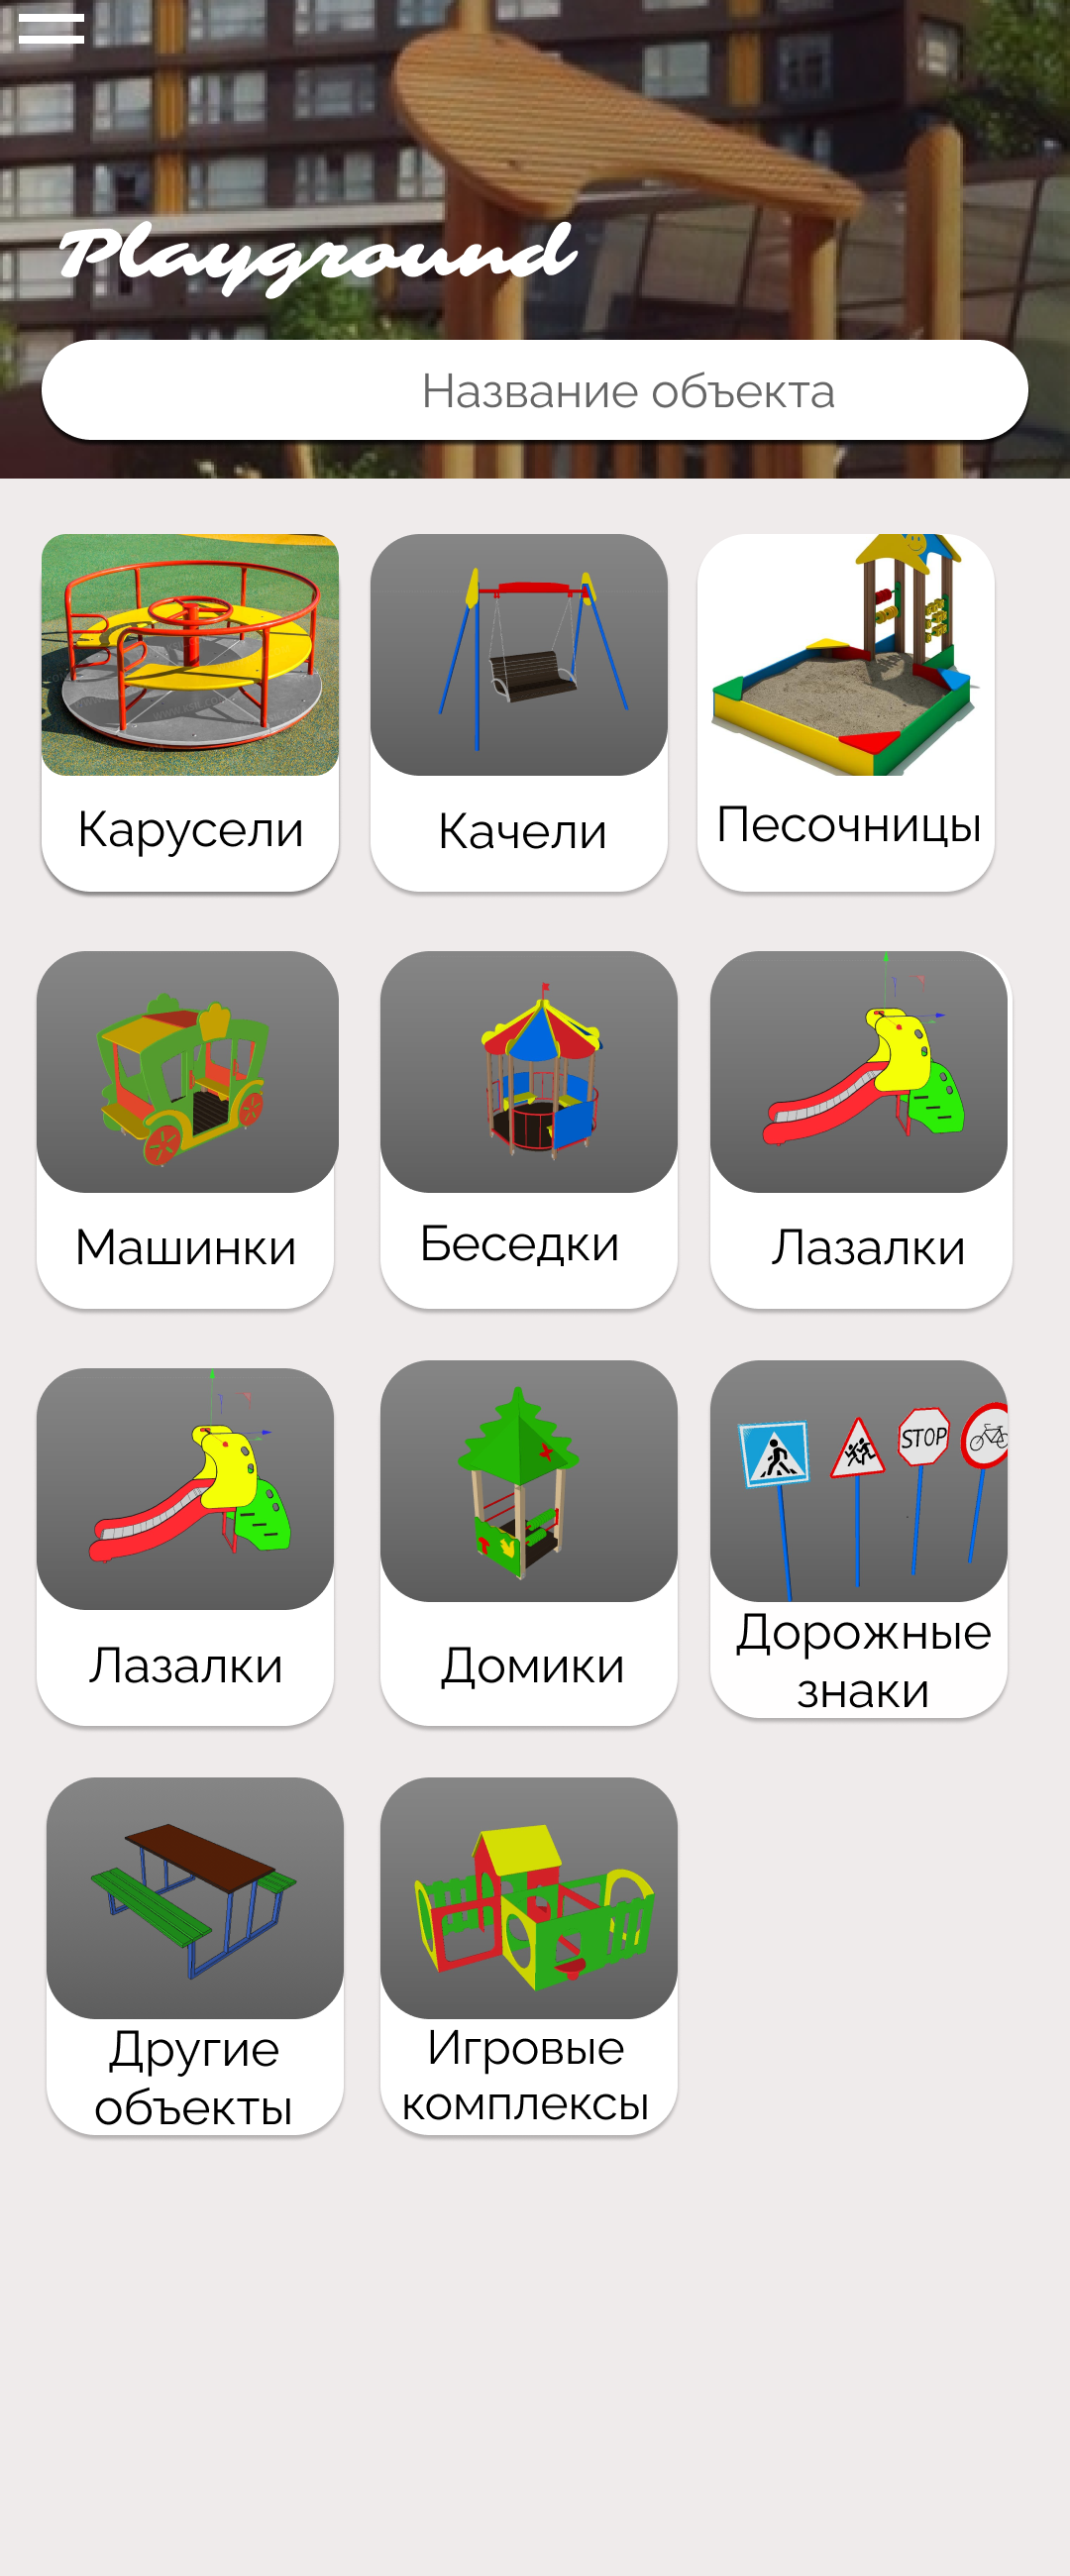 Playground
Название объекта
Карусели
Качели
Песочницы
Машинки
Беседки
Лазалки
Лазалки
Домики
STOP
Дорожные
знаки
Другие
объекты
Игровые
комплексы